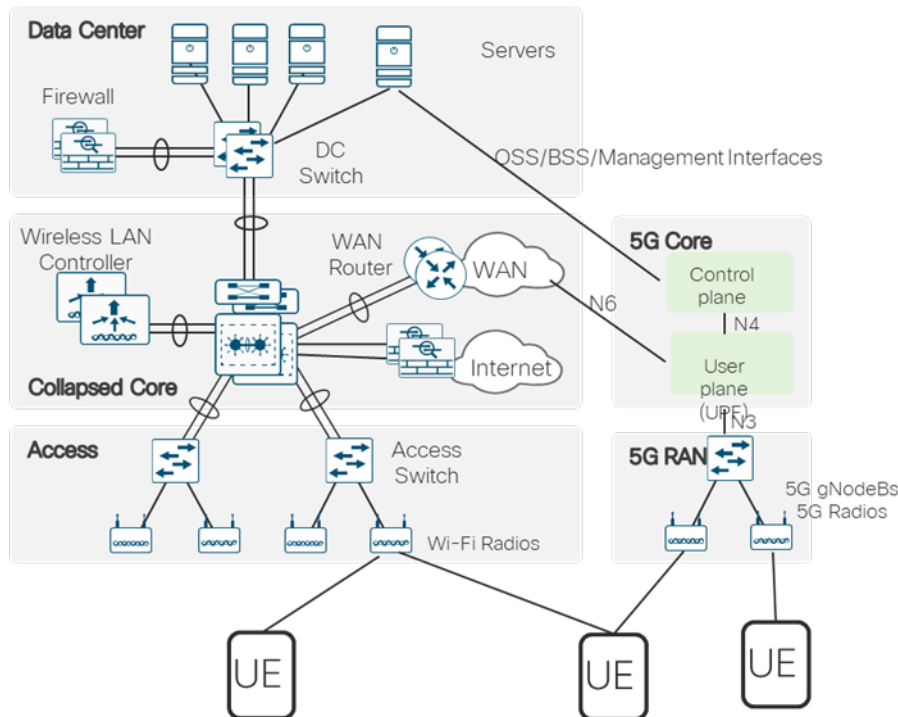 Data Center
Servers
Firewall
DC
Switch
OSS/BSS/Management Interfaces
Wireless LAN
Controller
WAN
Router
WAN
Internet
Collapsed Core
N6
5G Core
Control
plane
N4
User
plane
(UPF)
N3
Access
Access
Switch
Wi-Fi Radios
5G RAN
5G gNodeBs
5G Radios
UE
UE
UE